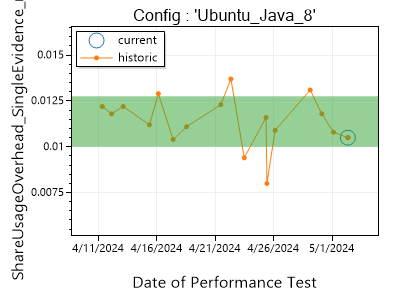 Config : 'Ubuntu_Java_8'
current
historic
0.015
0.0125
0.01
0.0075
4/11/2024
4/16/2024
4/21/2024
4/26/2024
5/1/2024
Date of Performance Test
ShareUsageOverhead_SingleEvidence_